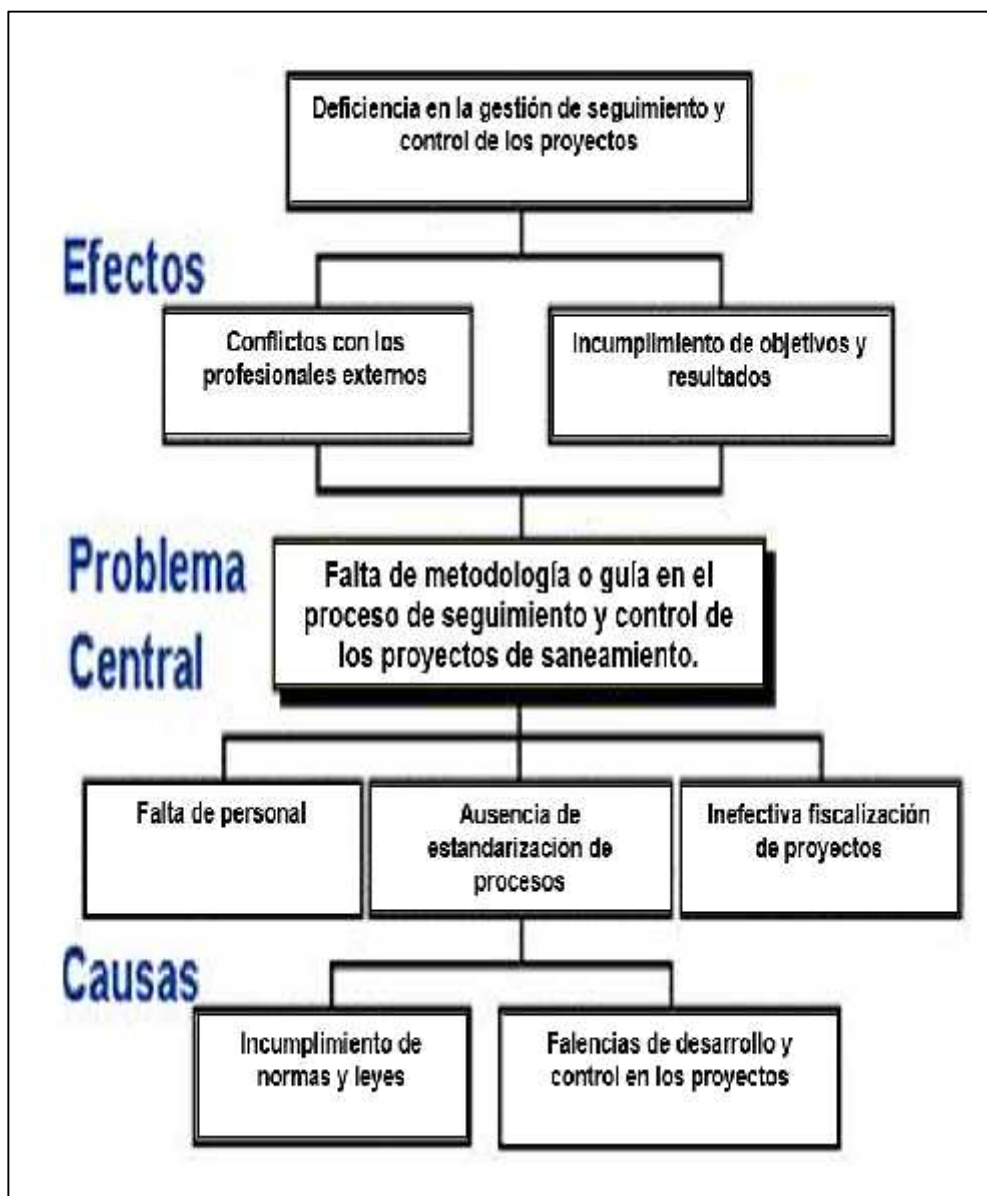 Deficiencia en la gestión de seguimiento y
control de los proyectos
Efectos
Conflictos con los
profesionales externos
Incumplimiento de objetivos y
resultados
Problema
Central
Falta de metodología o guía en el
proceso de seguimiento y control de
los proyectos de saneamiento.
Falta de personal
Ausencia de
estandarización de
procesos
Inefectiva fiscalización
de proyectos
Causas
Incumplimiento de
normas y leyes
Falencias de desarrollo y
control en los proyectos